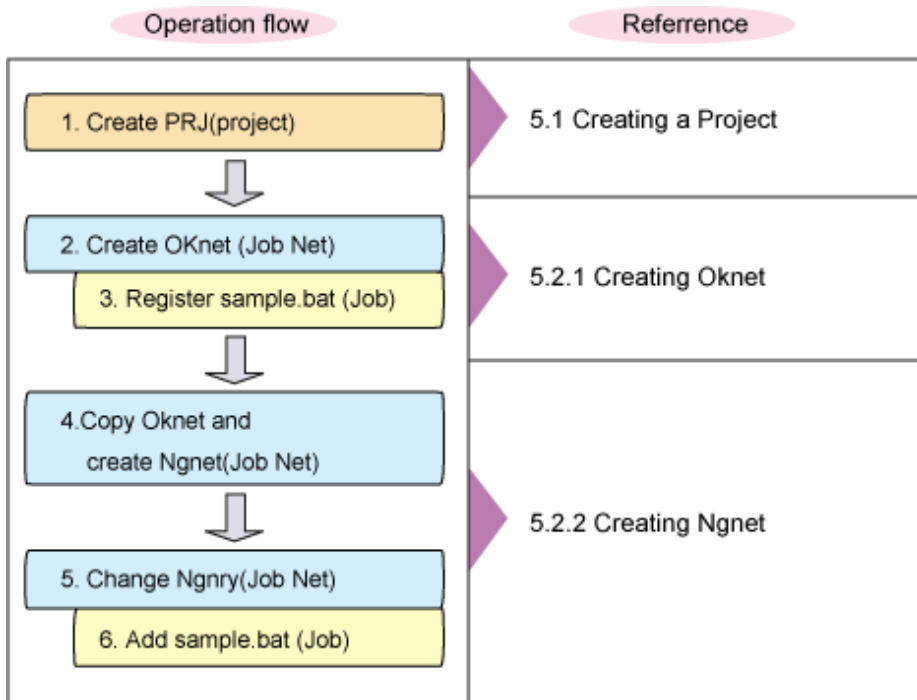 Operation flow
Referrence
1. Create PRJ(project)
5.1 Creating a Project
2. Create OKnet (Job Net)
3. Register sample.bat (Job)
5.2.1 Creating Oknet
4.Copy Oknet and
create Ngnet(Job Net)
5.2.2 Creating Ngnet
5. Change Ngnry(Job Net)
6. Add sample.bat (Job)